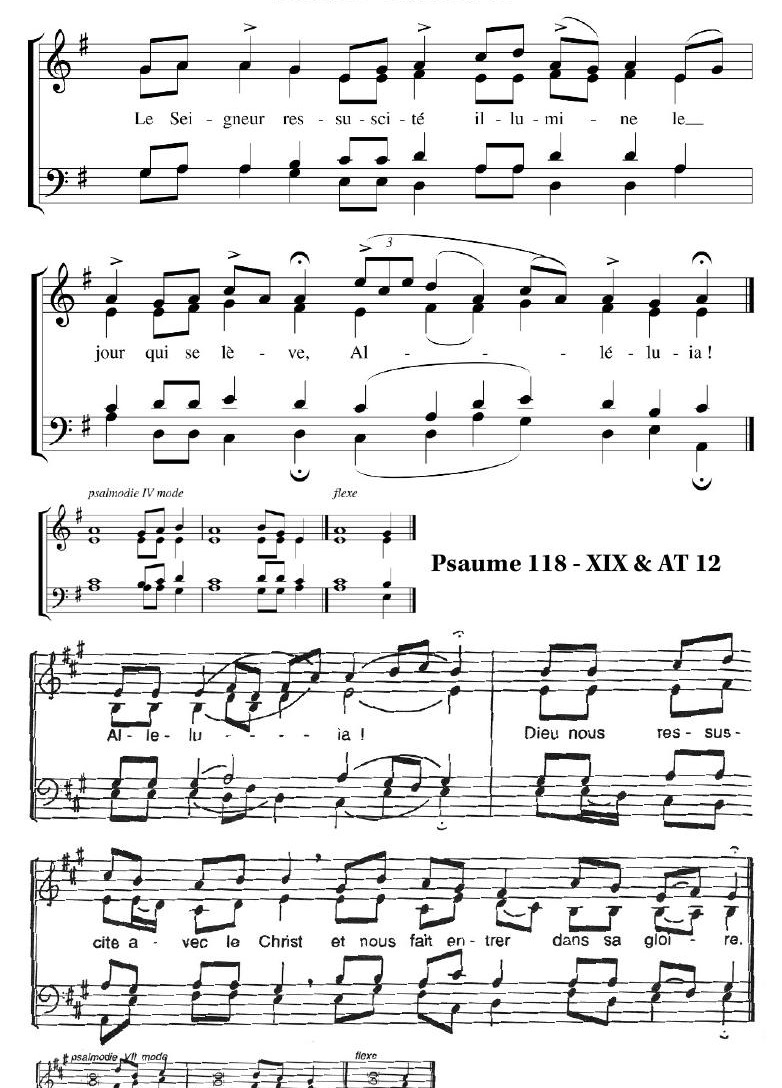 Le Sei - gneur res - su - sci - té il - lu - mi - ne le
3
jour qui se lè - ve, Al - - - lé - lu - ia !
psalmodie IV mode flexe
Psaume 118 - XIX & AT 12
Al - le - lu - - - ia ! Dieu nous res - sus -
cite a - vec le Christ et nous fait en - trer dans sa gloi - re.
psalmodie VII mode flexe